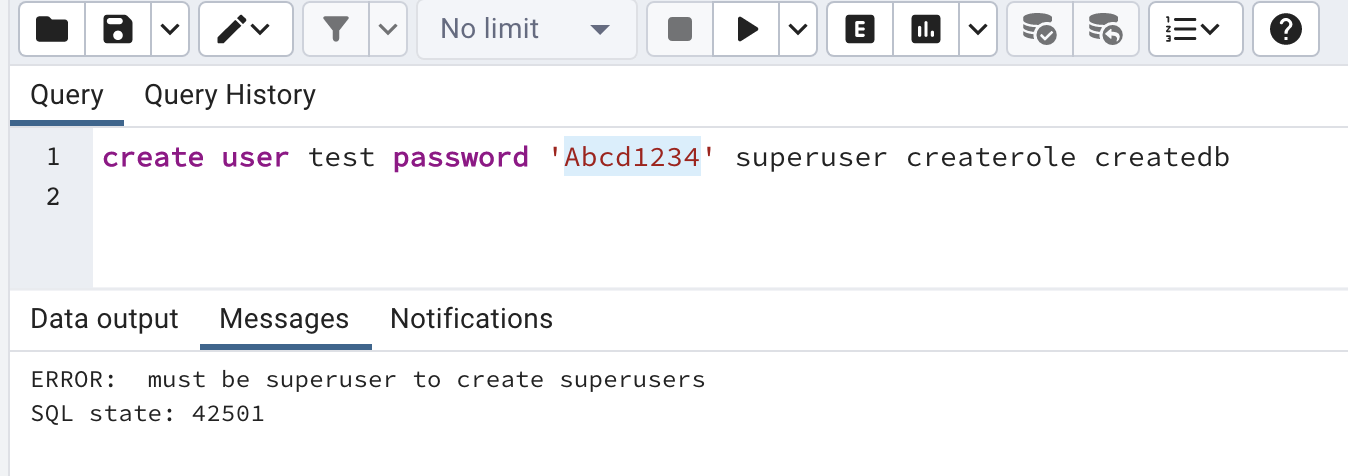 No limit
E
Query Query History
1 create user test password 'Abcd1234' superuser createrole createdb
2
Data output Messages Notifications
ERROR:  must be superuser to create superusers
SQL state: 42501